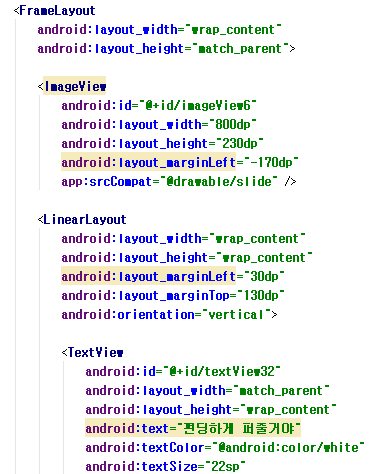 <FrameLayout
android:layout_width="wrap_content"
android:layout_height="match_parent">
<ImageView
android:id="@+id/imageView6"
android:layout_width="800dp"
android:layout_height="230dp"
android:layout_marginLeft="-170dp"
app:srcCompat="@drawable/slide" />
<LinearLayout
android:layout_width="wrap_content"
android:layout_height="wrap_content"
android:layout_marginLeft="30dp"
android:layout_marginTop="130dp"
android:orientation="vertical">
<TextView
android:id="@+id/textView32"
android:layout_width="match_parent"
android:layout_height="wrap_content"
android:text="펀딩하게 퍼줄거야"
android:textColor="@android:color/white"
android:textSize="22sp"